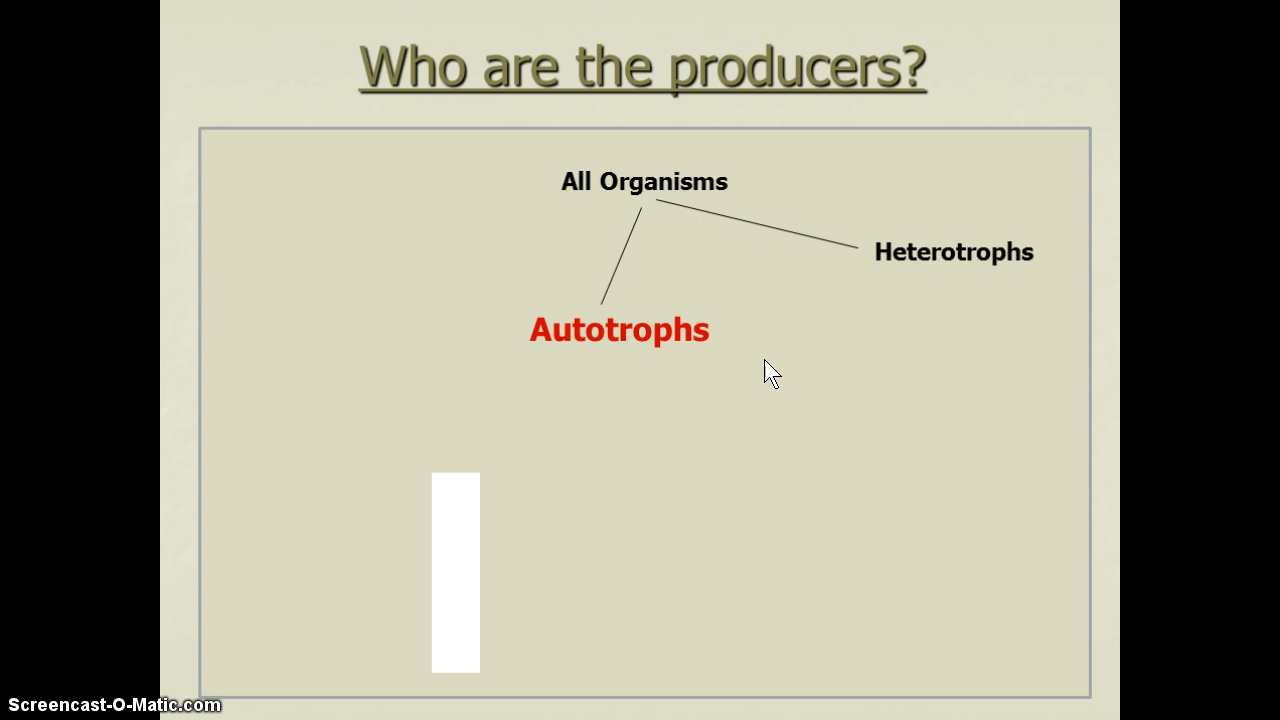 Who are the producers?
All Organisms
Heterotrophs
Autotrophs
Screencast-O-Matic.com